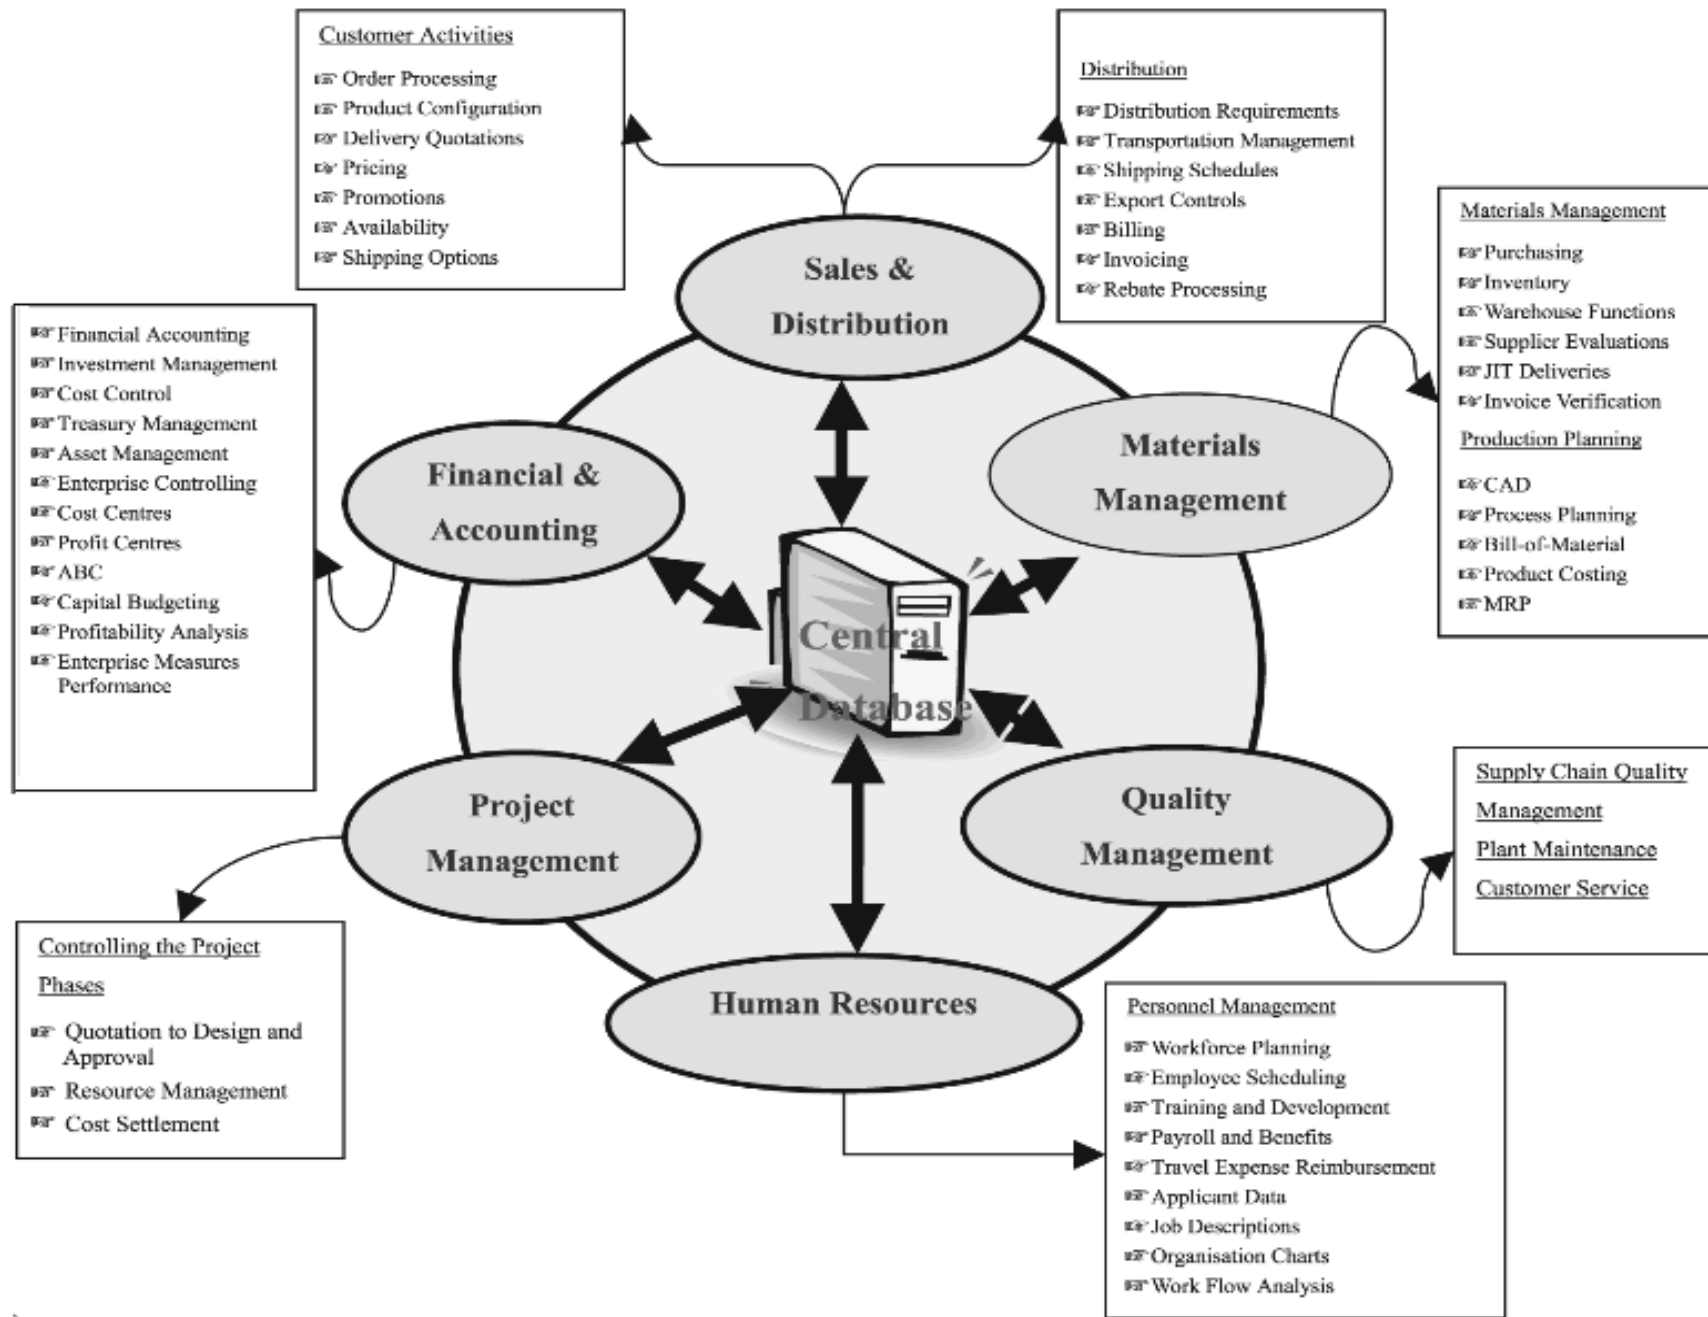 Customer Activities
Order Processing
Product Configuration
Delivery Quotations
Pricing
Promotions
Availability
Shipping Options
Distribution
Distribution Requirements
Transportation Management
Shipping Schedules
Export Controls
Billing
Invoicing
Rebate Processing
Materials Management
Purchasing
Inventory
Warehouse Functions
Supplier Evaluations
JIT Deliveries
Invoice Verification
Production Planning
CAD
Process Planning
Bill-of-Material
Product Costing
MRP
Financial Accounting
Investment Management
Cost Control
Treasury Management
Asset Management
Enterprise Controlling
Cost Centres
Profit Centres
ABC
Capital Budgeting
Profitability Analysis
Enterprise Measures
Performance
Sales &
Distribution
Financial &
Accounting
Materials
Management
Central
Database
Project
Management
Quality
Management
Human Resources
Supply Chain Quality
Management
Plant Maintenance
Customer Service
Controlling the Project
Phases
Quotation to Design and
Approval
Resource Management
Cost Settlement
Personnel Management
Workforce Planning
Employee Scheduling
Training and Development
Payroll and Benefits
Travel Expense Reimbursement
Applicant Data
Job Descriptions
Organisation Charts
Work Flow Analysis